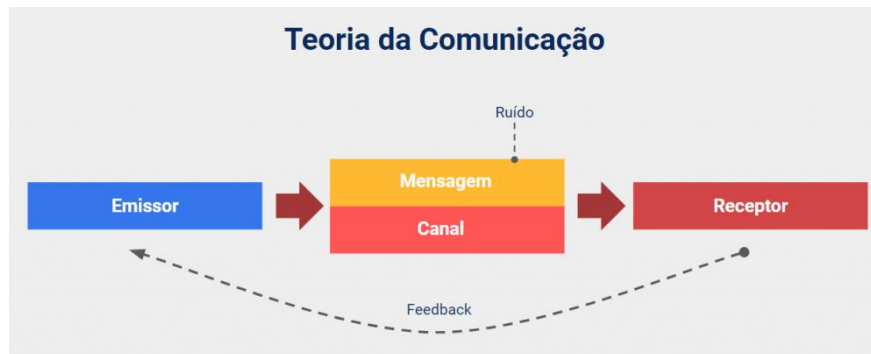 Teoria da Comunicação
Ruído
Mensagem
Emissor
Receptor
Canal
Feedback